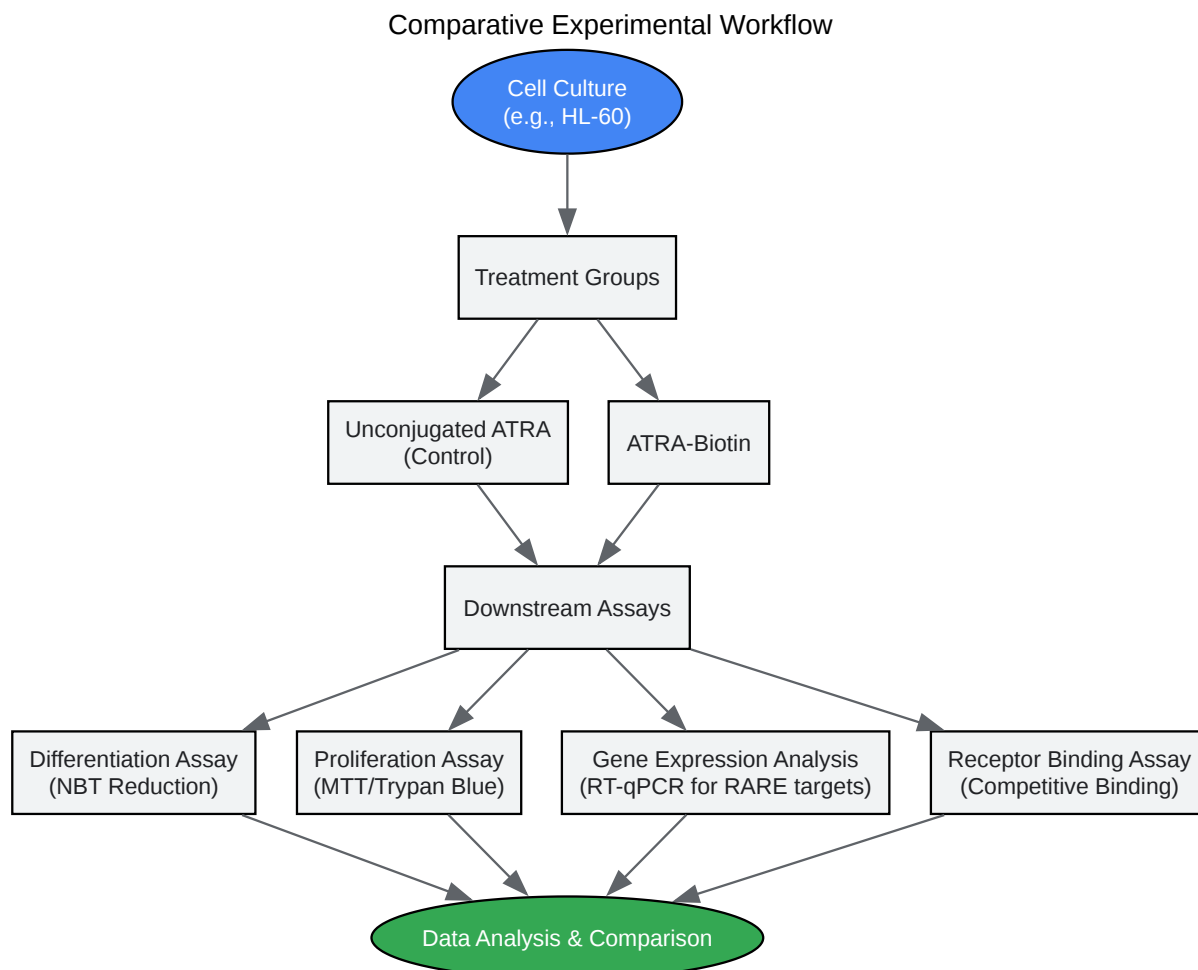 Comparative Experimental Workflow
Cell Culture
(e.g., HL-60)
Treatment Groups
Unconjugated ATRA
(Control)
ATRA-Biotin
Downstream Assays
Differentiation Assay
(NBT Reduction)
Proliferation Assay
(MTT/Trypan Blue)
Gene Expression Analysis
(RT-qPCR for RARE targets)
Receptor Binding Assay
(Competitive Binding)
Data Analysis & Comparison